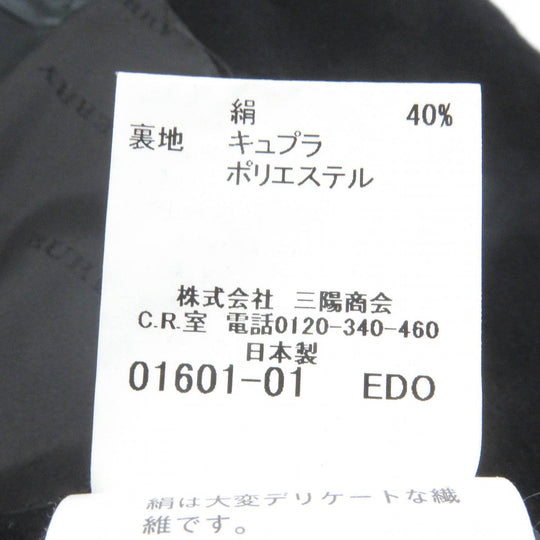 絹 40%
裏地 キュプラ
ポリエステル
株式会社 三陽商会
C.R.室 電話0120-340-460
日本製
01601-01 EDO
絹は大変デリケートな繊
維です。